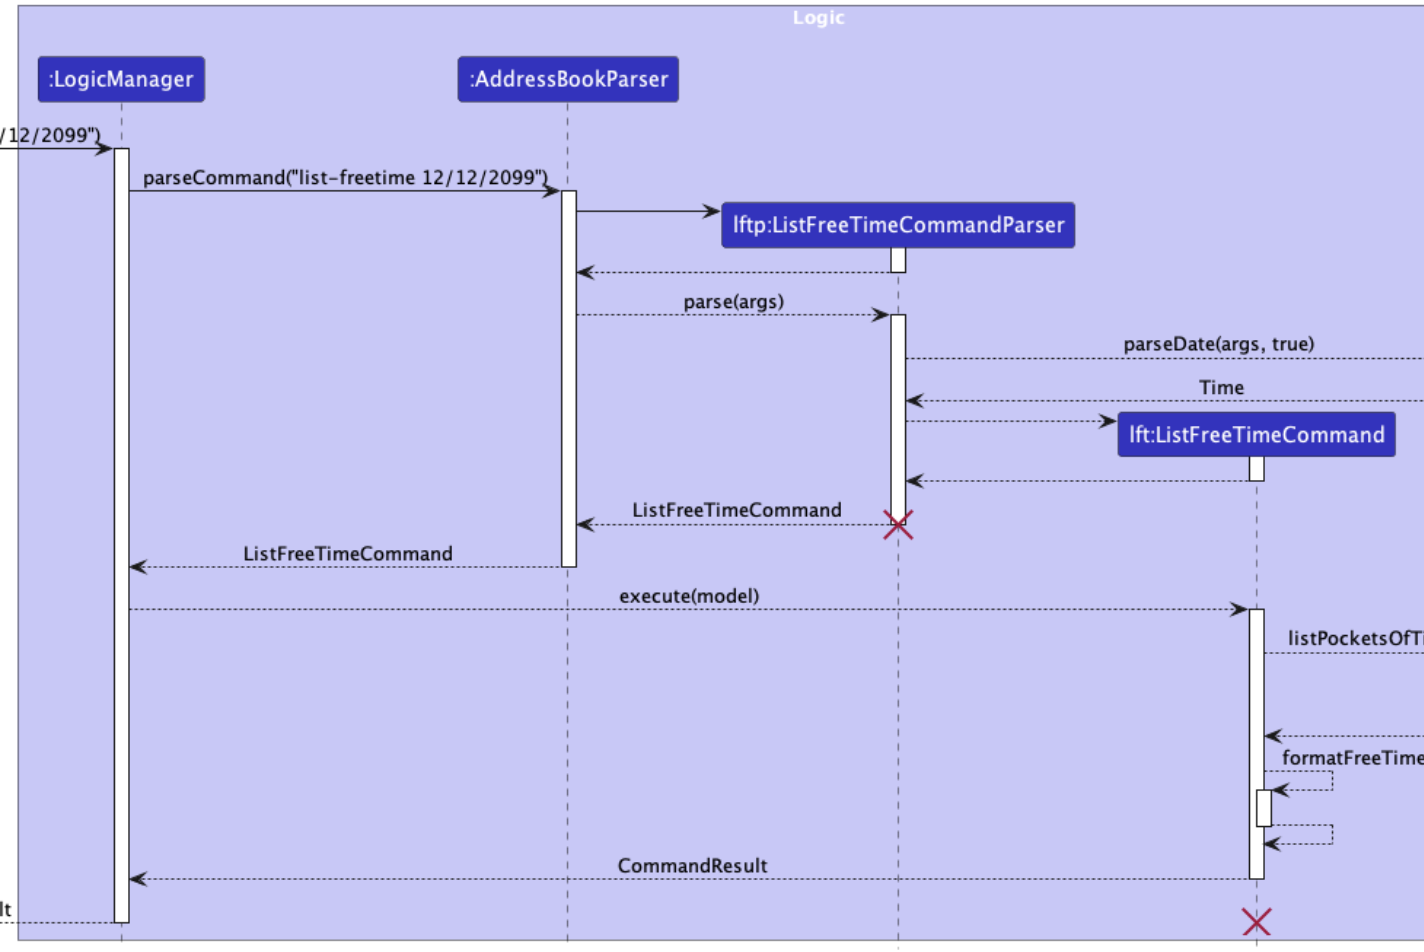 Logic
:LogicManager
:AddressBookParser
/12/2099")
parseCommand("list-freetime 12/12/2099")
lftp:ListFreeTimeCommandParser
parse(args)
parseDate(args, true)
Time
lft:ListFreeTimeCommand
ListFreeTimeCommand
ListFreeTimeCommand
execute(model)
listPocketsOfTi
formatFreeTime
CommandResult
lt